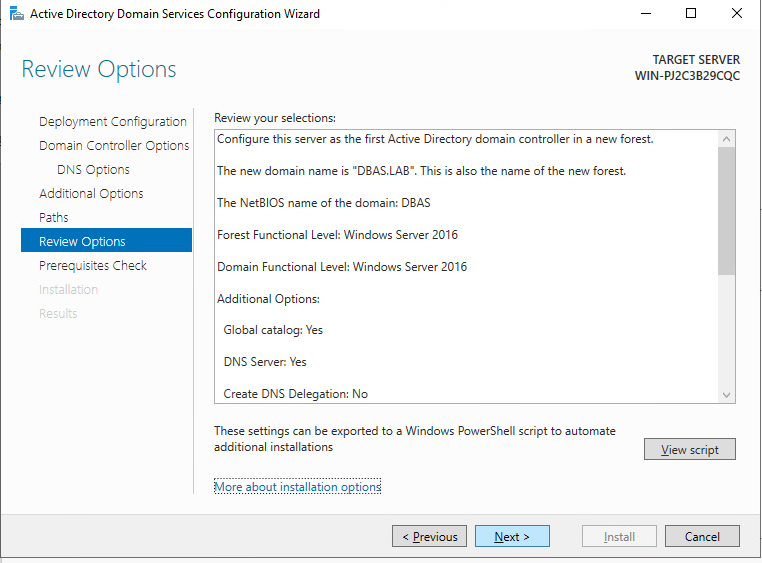 Active Directory Domain Services Configuration Wizard
Review Options
TARGET SERVER
WIN-PJ2C3B29CQC
Deployment Configuration
Domain Controller Options
DNS Options
Additional Options
Paths
Review Options
Prerequisites Check
Installation
Results
Review your selections:
Configure this server as the first Active Directory domain controller in a new forest.
The new domain name is "DBAS.LAB". This is also the name of the new forest.
The NetBIOS name of the domain: DBAS
Forest Functional Level: Windows Server 2016
Domain Functional Level: Windows Server 2016
Additional Options:
Global catalog: Yes
DNS Server: Yes
Create DNS Delegation: No
These settings can be exported to a Windows PowerShell script to automate
additional installations
View script
More about installation options
< Previous
Next >
Install
Cancel